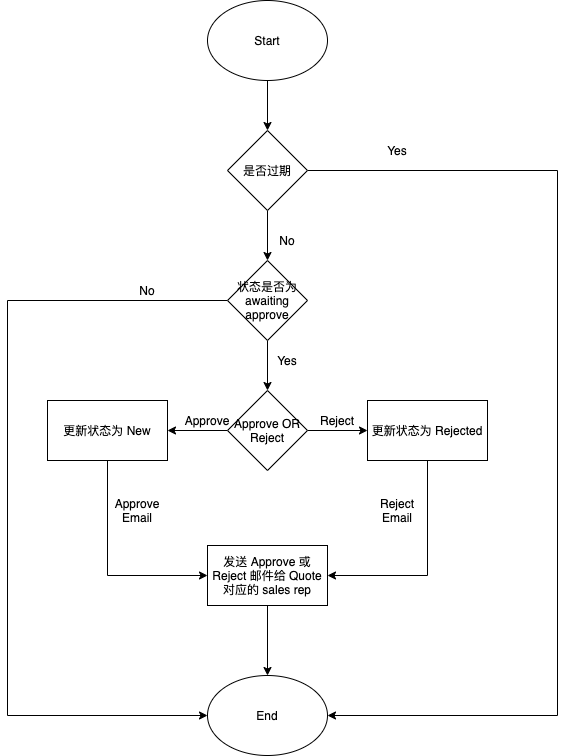 Start
是否过期
Yes
No
状态是否为
awaiting
approve
No
Yes
Approve OR
Reject
Approve
Reject
更新状态为 New
更新状态为 Rejected
Approve
Email
Reject
Email
发送 Approve 或
Reject 邮件给 Quote
对应的 sales rep
End